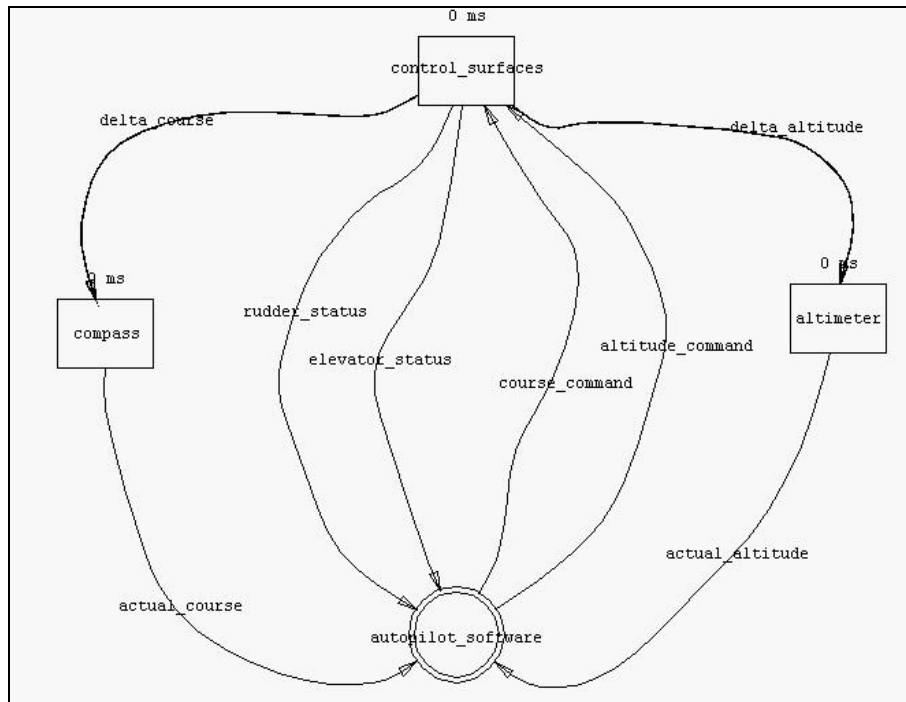 0 ms
control_surfaces
delta_course
delta_altitude
0 ms
0 ms
rudder_status
compass
altimeter
elevator_status
altitude_command
course_command
actual_altitude
actual_course
autopilot_software